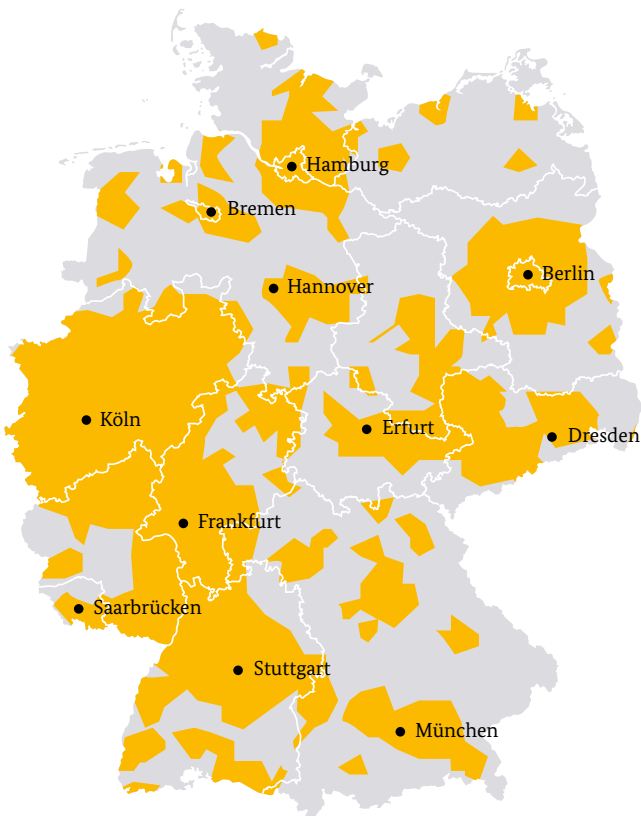 Hamburg
Bremen
Berlin
Hannover
Köln
Erfurt
Dresden
Frankfurt
Saarbrücken
Stuttgart
München